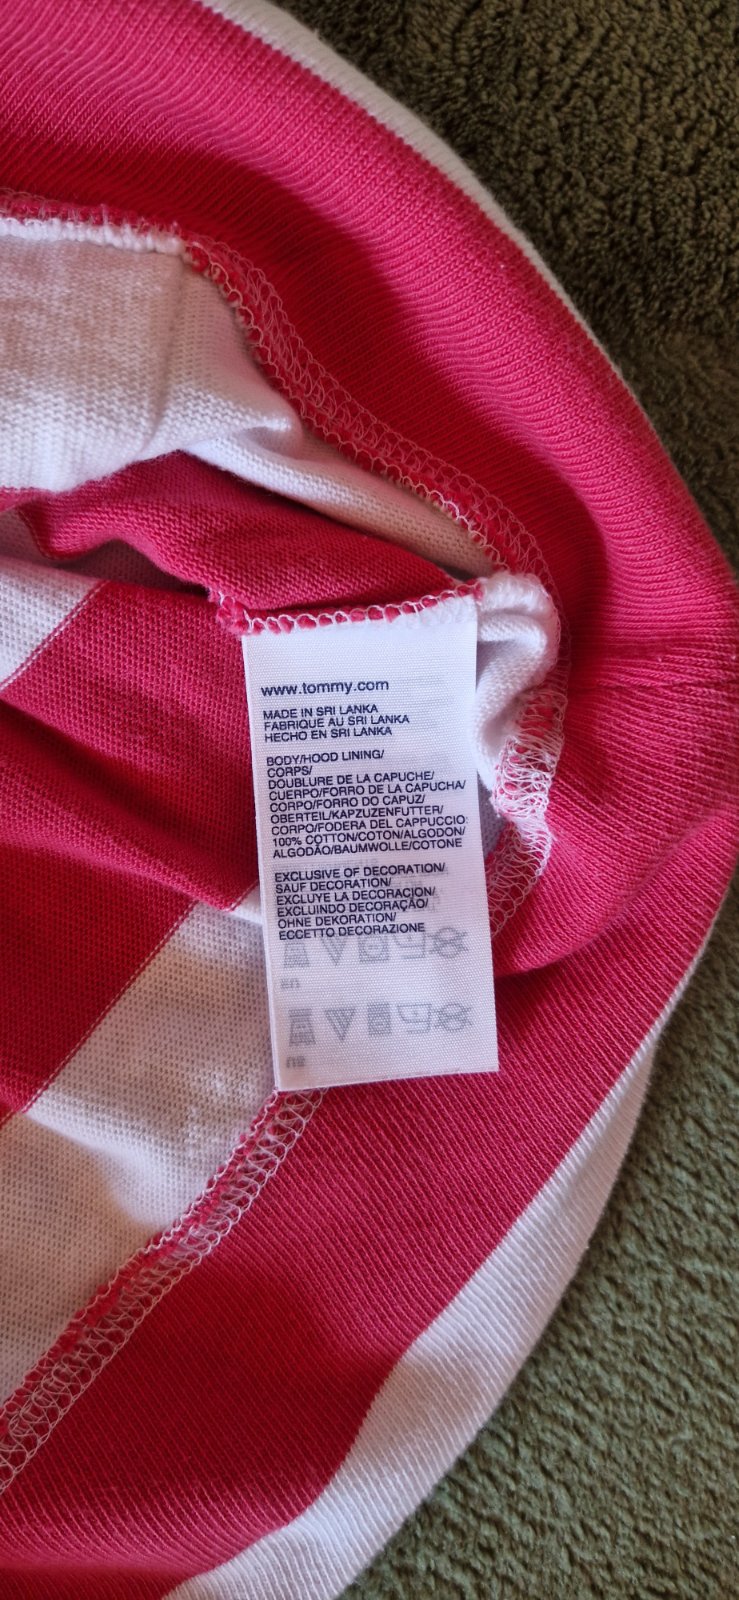 www.tommy.com
MADE IN SRI LANKA
FABRIQUE AU SRI LANKA
HECHO EN SRI LANKA
BODY/HOOD LINING/
CORPS/
DOUBLURE DE LA CAPUCHE/
CUERPO/FORRO DE LA CAPUCHA/
CORPO/FORRO DO CAPUZ/
OBERTEIL/KAPZUZENFUTTER/
CORPO/FODERA DEL CAPPUCCIO:
100% COTTON/COTON/ALGODON/
ALGODÃO/BAUMWOLLE/COTONE
EXCLUSIVE OF DECORATION/
SAUF DECORATION/
EXCLUYE LA DECORACION/
EXCLUINDO DECORAÇÃO/
OHNE DEKORATION/
ECCETTO DECORAZIONE